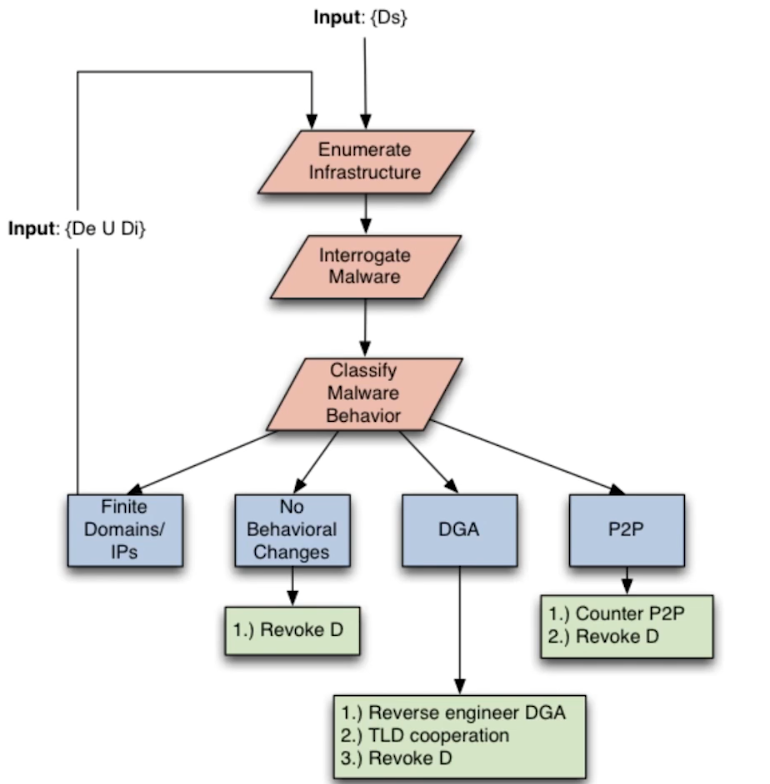 Input: {Ds}
Enumerate
Infrastructure
Input: {De U Di}
Interrogate
Malware
Classify
Malware
Behavior
Finite
Domains/
IPs
No
Behavioral
Changes
DGA
P2P
1.) Revoke D
1.) Counter P2P
2.) Revoke D
1.) Reverse engineer DGA
2.) TLD cooperation
3.) Revoke D